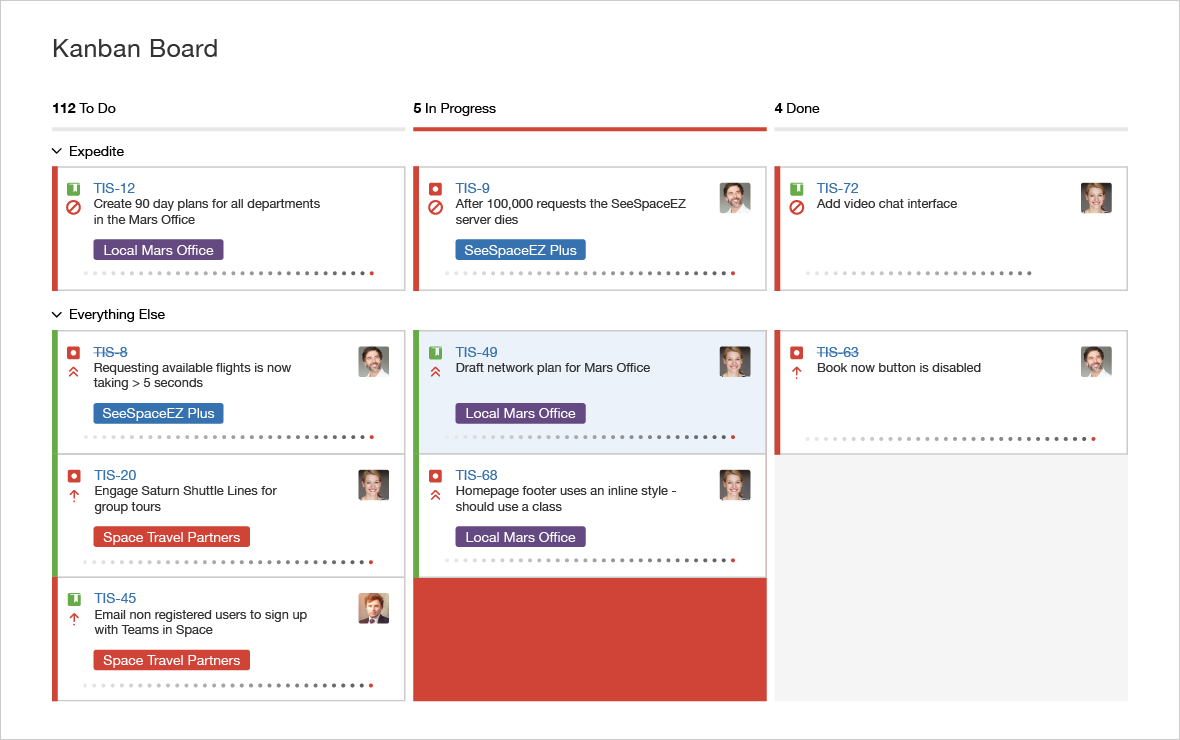 Kanban Board
112 To Do
5 In Progress
4 Done
Expedite
TIS-12
Create 90 day plans for all departments
in the Mars Office
Local Mars Office
TIS-9
After 100,000 requests the SeeSpaceEZ
server dies
SeeSpaceEZ Plus
TIS-72
Add video chat interface
Everything Else
TIS-8
Requesting available flights is now
taking > 5 seconds
SeeSpaceEZ Plus
TIS-49
Draft network plan for Mars Office
Local Mars Office
TIS-63
Book now button is disabled
TIS-20
Engage Saturn Shuttle Lines for
group tours
Space Travel Partners
TIS-68
Homepage footer uses an inline style -
should use a class
Local Mars Office
TIS-45
Email non registered users to sign up
with Teams in Space
Space Travel Partners